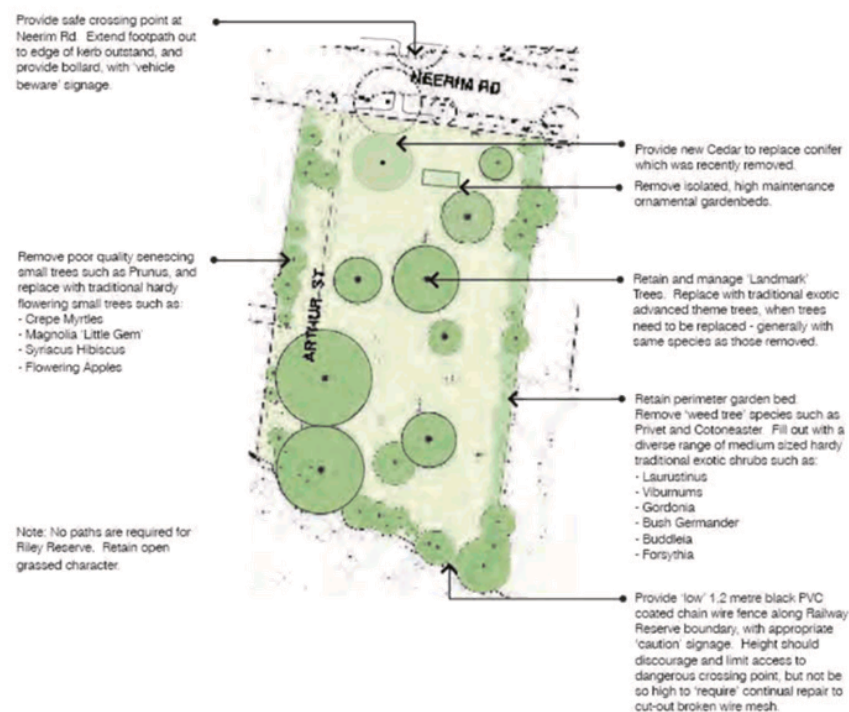 Provide safe crossing point at
Neerim Rd. Extend footpath out
to edge of kerb outstand, and
provide bollard, with 'vehicle
beware' signage.
NEERIM RD
Provide new Cedar to replace conifer
which was recently removed.
Remove isolated, high maintenance
ornamental gardenbeds.
Remove poor quality senescing
small trees such as Prunus, and
replace with traditional hardy
flowering small trees such as:
- Crepe Myrtles
- Magnolia 'Little Gem'
- Syriacus Hibiscus
- Flowering Apples
ARTHUR ST.
Retain and manage 'Landmark'
Trees. Replace with traditional exotic
advanced theme trees, when trees
need to be replaced - generally with
same species as those removed.
Retain perimeter garden bed.
Remove 'weed tree' species such as
Privet and Cotoneaster. Fill out with a
diverse range of medium sized hardy
traditional exotic shrubs such as:
- Laurustinus
- Viburnums
- Gordonia
- Bush Germander
- Buddleia
- Forsythia
Note: No paths are required for
Riley Reserve. Retain open
grassed character.
Provide 'low' 1.2 metre black PVC
coated chain wire fence along Railway
Reserve boundary, with appropriate
'caution' signage. Height should
discourage and limit access to
dangerous crossing point, but not be
so high to 'require' continual repair to
cut-out broken wire mesh.